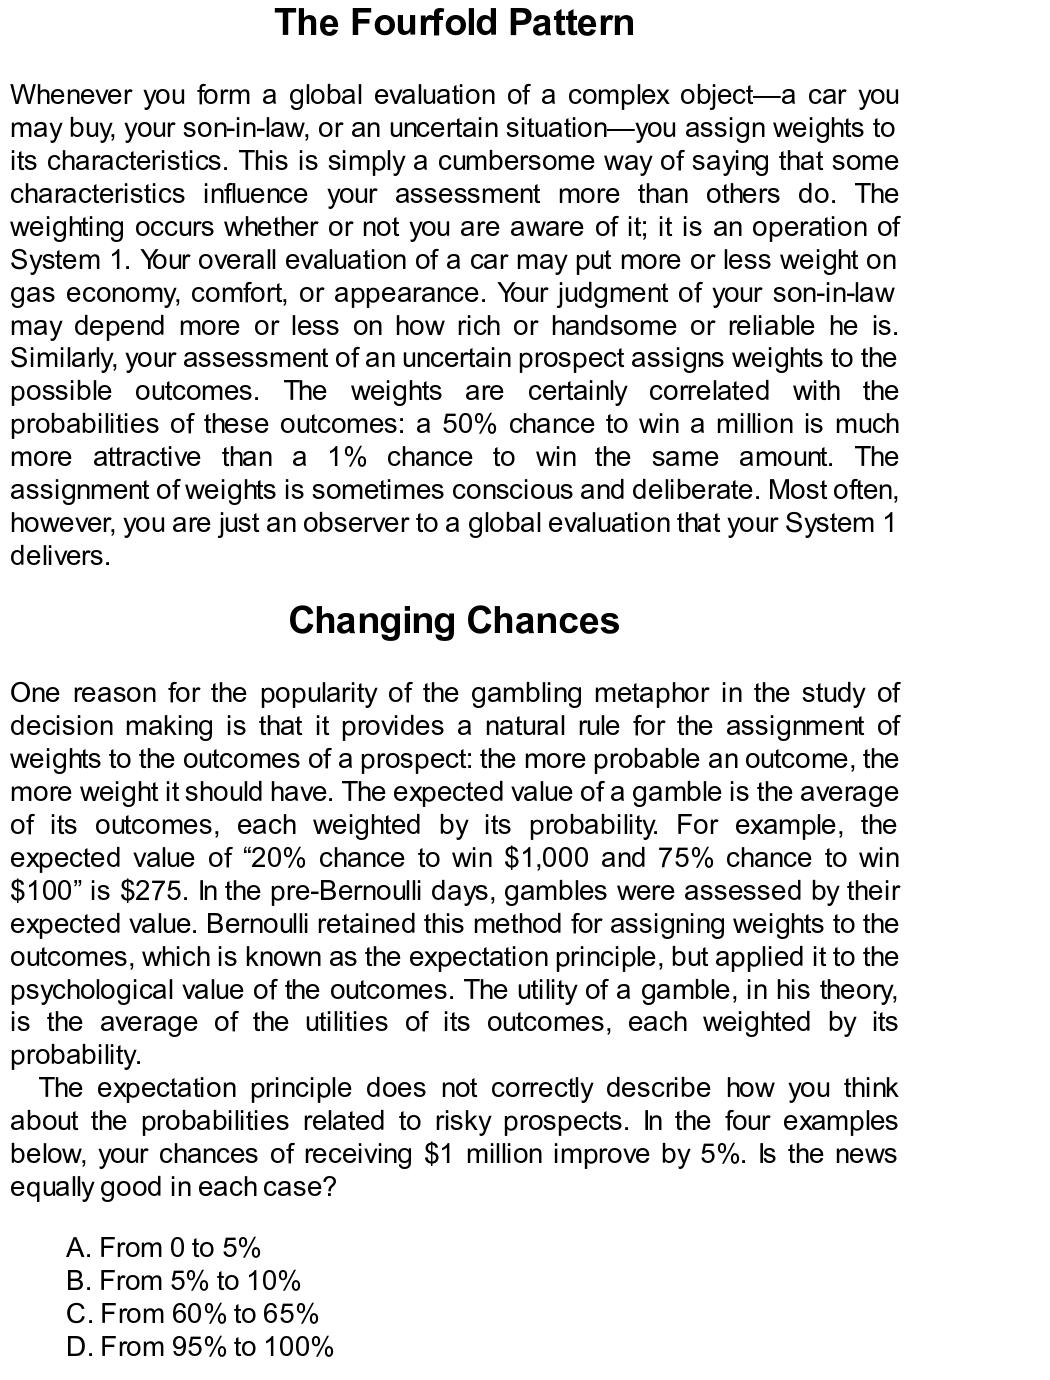 The Fourfold Pattern
Whenever you form a global evaluation of a complex object—a car you
may buy, your son-in-law, or an uncertain situation—you assign weights to
its characteristics. This is simply a cumbersome way of saying that some
characteristics influence your assessment more than others do. The
weighting occurs whether or not you are aware of it; it is an operation of
System 1. Your overall evaluation of a car may put more or less weight on
gas economy, comfort, or appearance. Your judgment of your son-in-law
may depend more or less on how rich or handsome or reliable he is.
Similarly, your assessment of an uncertain prospect assigns weights to the
possible outcomes. The weights are certainly correlated with the
probabilities of these outcomes: a 50% chance to win a million is much
more attractive than a 1% chance to win the same amount. The
assignment of weights is sometimes conscious and deliberate. Most often,
however, you are just an observer to a global evaluation that your System 1
delivers.
Changing Chances
One reason for the popularity of the gambling metaphor in the study of
decision making is that it provides a natural rule for the assignment of
weights to the outcomes of a prospect: the more probable an outcome, the
more weight it should have. The expected value of a gamble is the average
of its outcomes, each weighted by its probability. For example, the
expected value of “20% chance to win $1,000 and 75% chance to win
$100” is $275. In the pre-Bernoulli days, gambles were assessed by their
expected value. Bernoulli retained this method for assigning weights to the
outcomes, which is known as the expectation principle, but applied it to the
psychological value of the outcomes. The utility of a gamble, in his theory,
is the average of the utilities of its outcomes, each weighted by its
probability.
The expectation principle does not correctly describe how you think
about the probabilities related to risky prospects. In the four examples
below, your chances of receiving $1 million improve by 5%. Is the news
equally good in each case?
A. From 0 to 5%
B. From 5% to 10%
C. From 60% to 65%
D. From 95% to 100%